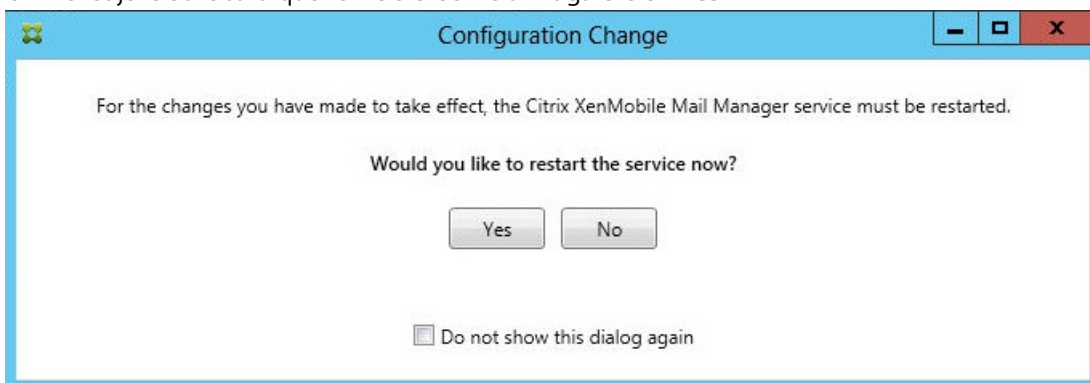 Configuration Change
For the changes you have made to take effect, the Citrix XenMobile Mail Manager service must be restarted.
Would you like to restart the service now?
Yes No
Do not show this dialog again